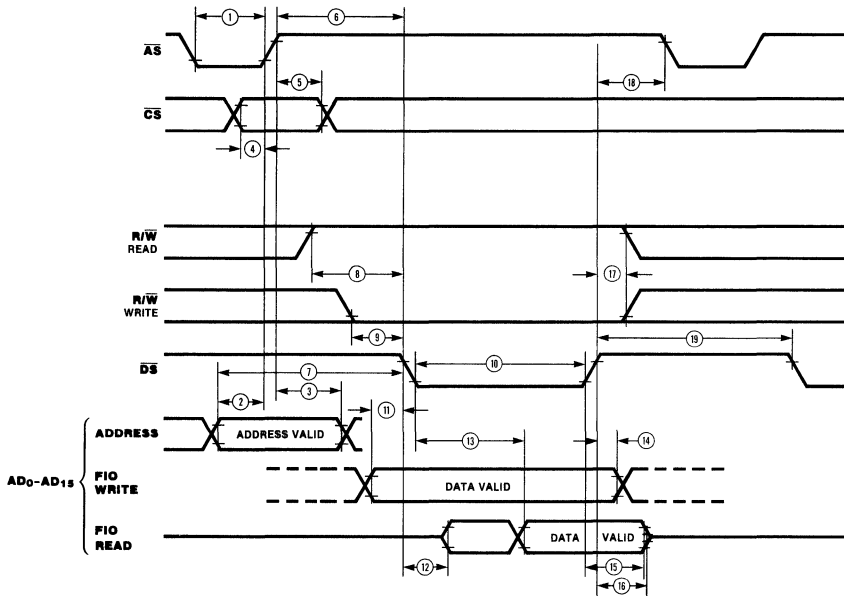 1 6
AS
5 18
CS
4
R/W
READ
8 17
R/W
WRITE
9 19
DS
7 10
3
2 11
ADDRESS ADDRESS VALID
13 14
AD0-AD15 FIO
WRITE DATA VALID
FIO
READ DATA VALID
12 15
16